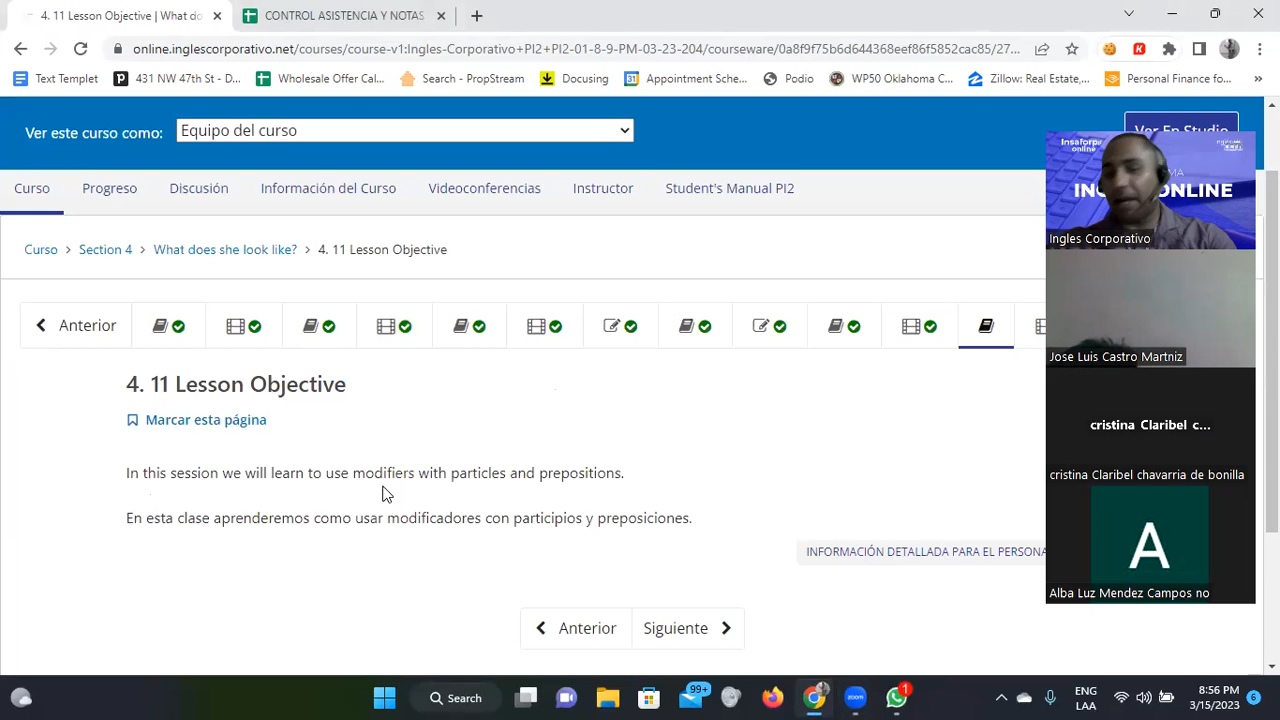 4. 11 Lesson Objective | What do
CONTROL ASISTENCIA Y NOTAS
online.inglescorporativo.net/courses/course-v1:Ingles-Corporativo+PI2+PI2-01-8-9-PM-03-23-204/courseware/0a8f9f75b6d644368eef86f5852cac85/27...
Text Templet
431 NW 47th St - D...
Wholesale Offer Cal...
Search - PropStream
Docusing
Appointment Sche...
Podio
WP50 Oklahoma C...
Zillow: Real Estate,...
Personal Finance fo...
»
Ver este curso como:
Equipo del curso
Ver En Studio
Curso
Progreso
Discusión
Información del Curso
Videoconferencias
Instructor
Student's Manual PI2
Ingles Corporativo
Curso > Section 4 > What does she look like? > 4. 11 Lesson Objective
Anterior
Jose Luis Castro Martniz
4. 11 Lesson Objective
Marcar esta página
cristina Claribel c...
In this session we will learn to use modifiers with particles and prepositions.
cristina Claribel chavarria de bonilla
En esta clase aprenderemos como usar modificadores con participios y preposiciones.
A
INFORMACIÓN DETALLADA PARA EL PERSONA
Alba Luz Mendez Campos no
Anterior
Siguiente
Search
99+
1
ENG
LAA
8:56 PM
3/15/2023
6